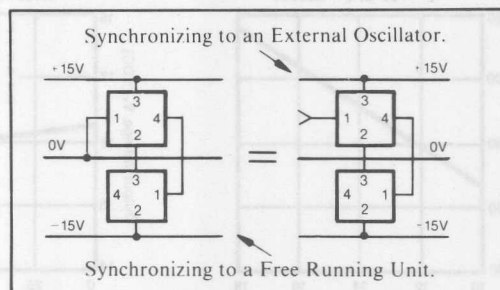 Synchronizing to an External Oscillator.
+15V +15V
3 3
1 4 1 4
2 2
0V 0V
3 3
4 1 4 1
2 2
−15V −15V
Synchronizing to a Free Running Unit.